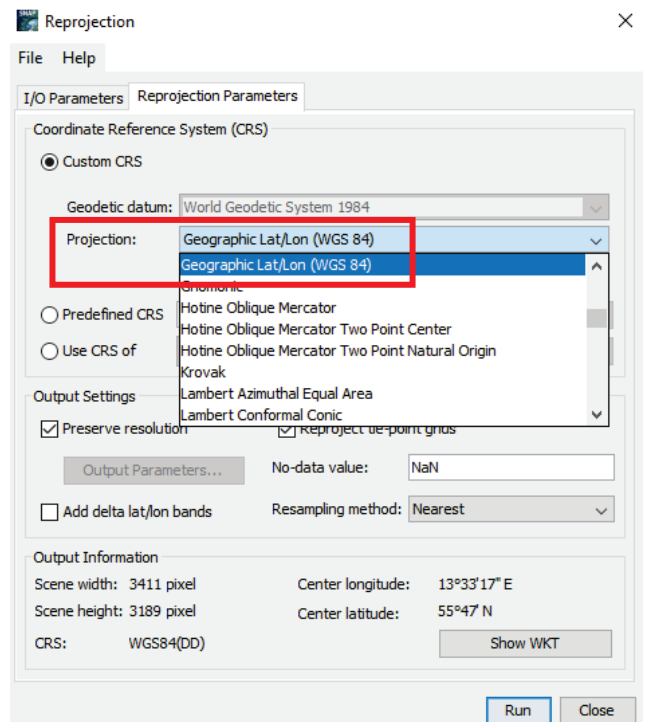 SNAP
Reprojection
File Help
I/O Parameters Reprojection Parameters
Coordinate Reference System (CRS)
Custom CRS
Geodetic datum: World Geodetic System 1984
Projection: Geographic Lat/Lon (WGS 84)
Geographic Lat/Lon (WGS 84)
Gnomonic
Predefined CRS Hotine Oblique Mercator
Hotine Oblique Mercator Two Point Center
Use CRS of Hotine Oblique Mercator Two Point Natural Origin
Krovak
Output Settings Lambert Azimuthal Equal Area
Lambert Conformal Conic
Preserve resolution Reproject tie-point grids
Output Parameters... No-data value: NaN
Add delta lat/lon bands Resampling method: Nearest
Output Information
Scene width: 3411 pixel Center longitude: 13°33'17" E
Scene height: 3189 pixel Center latitude: 55°47' N
CRS: WGS84(DD) Show WKT
Run Close